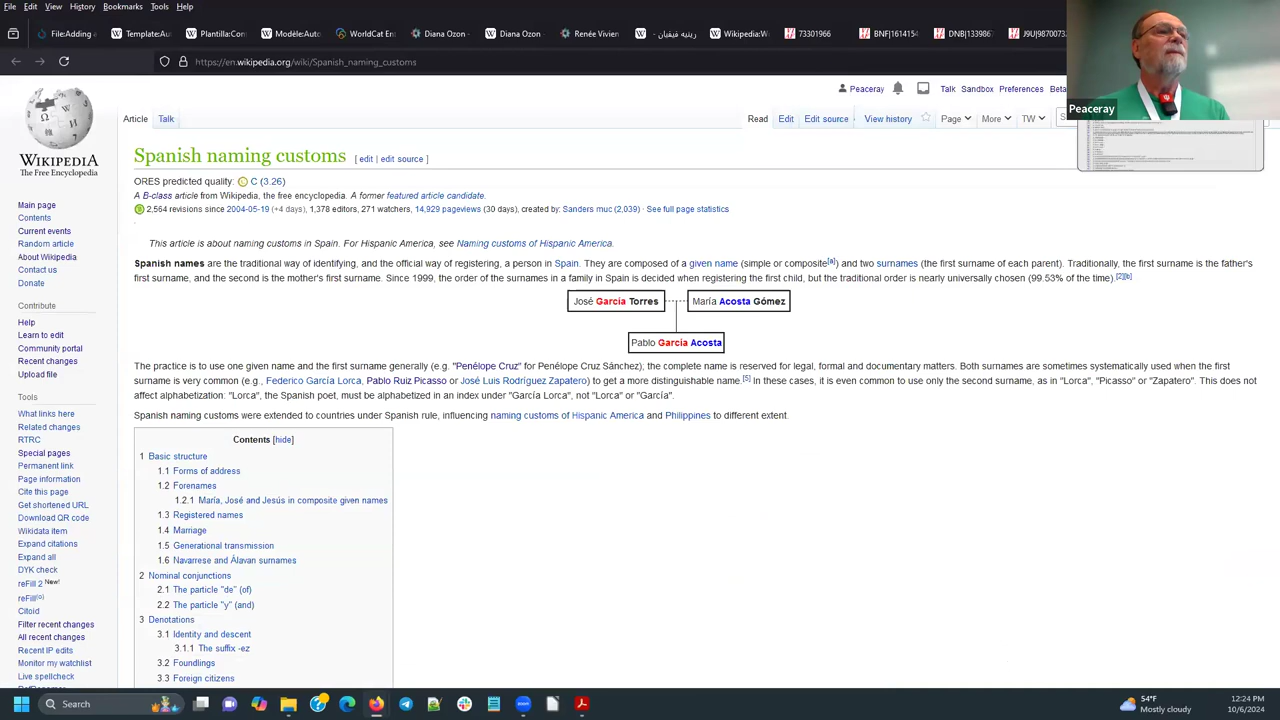 File Edit View History Bookmarks Tools Help
File:Adding a
Template:Au
Plantilla:Cont
Modèle:Auto
WorldCat Ent
Diana Ozon -
Diana Ozon -
Renée Vivien -
رينيه فيفيان - و
Wikipedia:W
73301966
BNF|1614154
DNB|133986
J9U|9870073
https://en.wikipedia.org/wiki/Spanish_naming_customs
Peaceray
Peaceray Talk Sandbox Preferences Beta
WIKIPEDIA
The Free Encyclopedia
Article Talk
Read Edit Edit source View history Page More TW
Spanish naming customs [ edit | edit source ]
ORES predicted quality: C (3.26)
A B-class article from Wikipedia, the free encyclopedia. A former featured article candidate.
2,564 revisions since 2004-05-19 (+4 days), 1,378 editors, 271 watchers, 14,929 pageviews (30 days), created by: Sanders muc (2,039) · See full page statistics
This article is about naming customs in Spain. For Hispanic America, see Naming customs of Hispanic America.
Spanish names are the traditional way of identifying, and the official way of registering, a person in Spain. They are composed of a given name (simple or composite[a]) and two surnames (the first surname of each parent). Traditionally, the first surname is the father's
first surname, and the second is the mother's first surname. Since 1999, the order of the surnames in a family in Spain is decided when registering the first child, but the traditional order is nearly universally chosen (99.53% of the time).[2][b]
José García Torres
María Acosta Gómez
Pablo García Acosta
The practice is to use one given name and the first surname generally (e.g. "Penélope Cruz" for Penélope Cruz Sánchez); the complete name is reserved for legal, formal and documentary matters. Both surnames are sometimes systematically used when the first
surname is very common (e.g., Federico García Lorca, Pablo Ruiz Picasso or José Luis Rodríguez Zapatero) to get a more distinguishable name.[5] In these cases, it is even common to use only the second surname, as in "Lorca", "Picasso" or "Zapatero". This does not
affect alphabetization: "Lorca", the Spanish poet, must be alphabetized in an index under "García Lorca", not "Lorca" or "García".
Spanish naming customs were extended to countries under Spanish rule, influencing naming customs of Hispanic America and Philippines to different extent.
Contents [hide]
1 Basic structure
1.1 Forms of address
1.2 Forenames
1.2.1 María, José and Jesús in composite given names
1.3 Registered names
1.4 Marriage
1.5 Generational transmission
1.6 Navarrese and Álavan surnames
2 Nominal conjunctions
2.1 The particle "de" (of)
2.2 The particle "y" (and)
3 Denotations
3.1 Identity and descent
3.1.1 The suffix -ez
3.2 Foundlings
3.3 Foreign citizens
Main page
Contents
Current events
Random article
About Wikipedia
Contact us
Donate
Contribute
Help
Learn to edit
Community portal
Recent changes
Upload file
Tools
What links here
Related changes
RTRC
Special pages
Permanent link
Page information
Cite this page
Get shortened URL
Download QR code
Wikidata item
Expand citations
Expand all
DYK check
reFill 2 New!
reFill(o)
Citoid
Filter recent changes
All recent changes
Recent IP edits
Monitor my watchlist
Live spellcheck
Search
54°F
Mostly cloudy
12:24 PM
10/6/2024